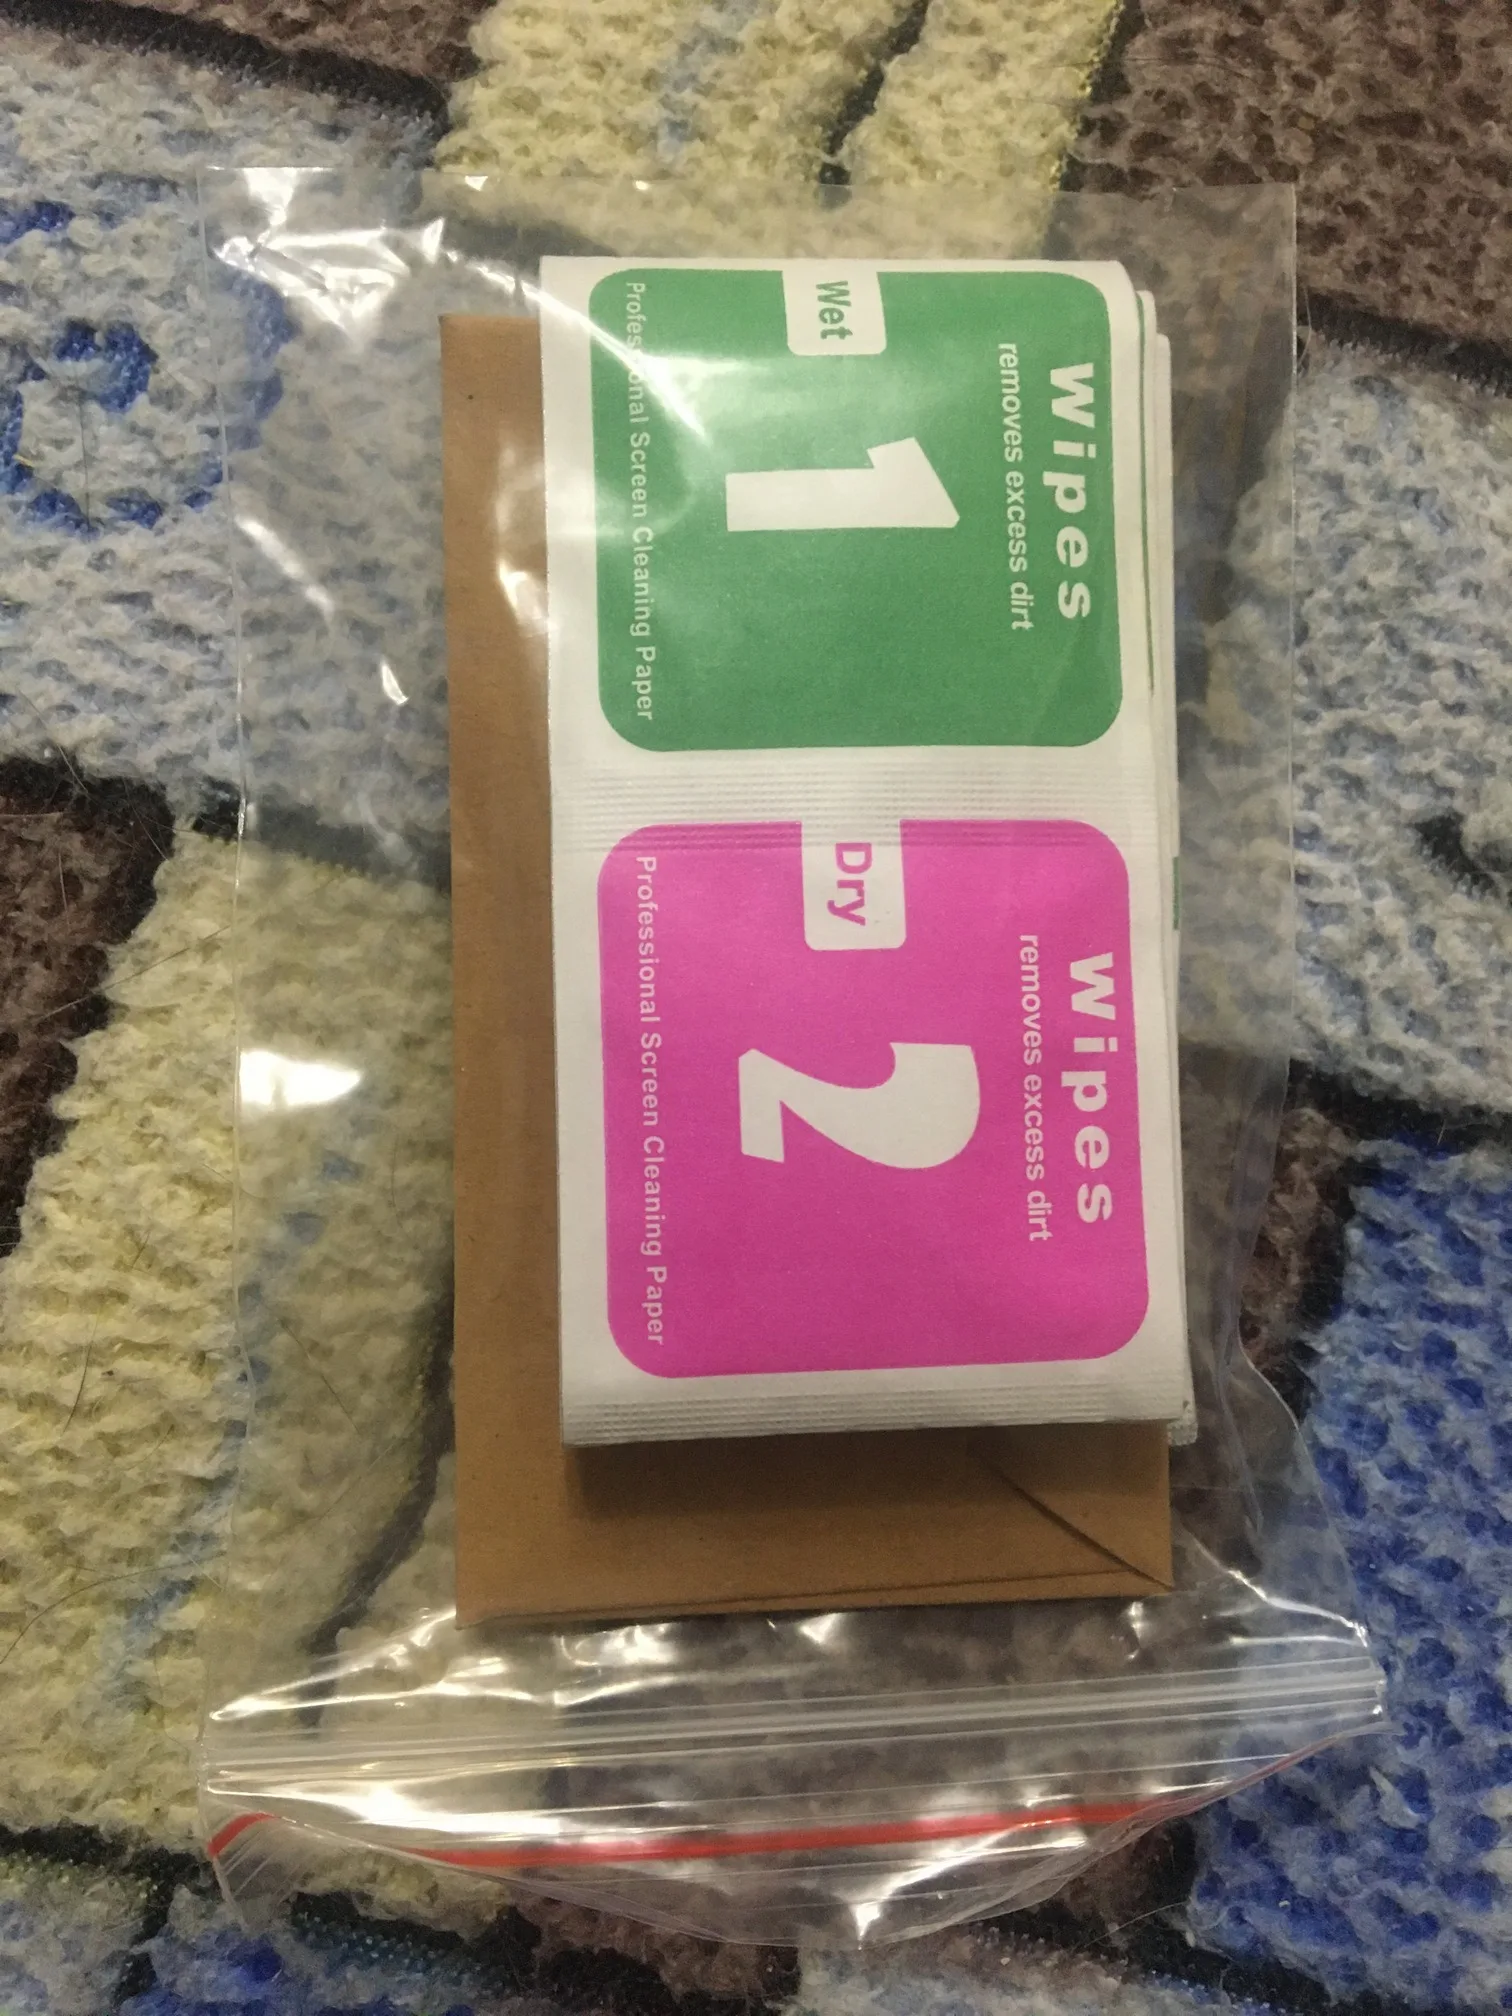 Wipes
removes excess dirt
Wet
1
Professional Screen Cleaning Paper
Wipes
removes excess dirt
Dry
2
Professional Screen Cleaning Paper